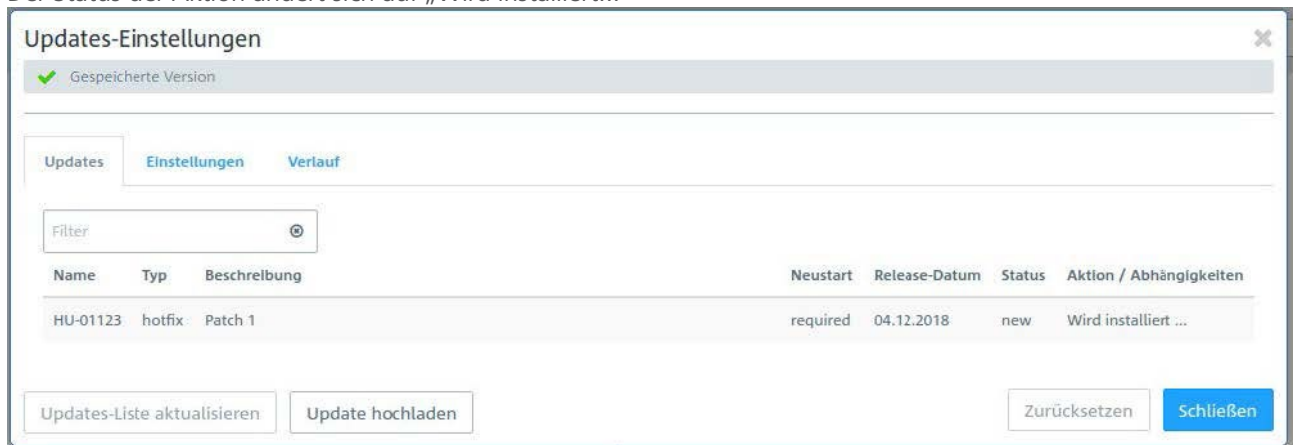 Der Status der Aktion ändert sich auf „Wird installiert...
Updates-Einstellungen
Gespeicherte Version
Updates Einstellungen Verlauf
Filter
Name Typ Beschreibung Neustart Release-Datum Status Aktion / Abhängigkeiten
HU-01123 hotfix Patch 1 required 04.12.2018 new Wird installiert ...
Updates-Liste aktualisieren Update hochladen Zurücksetzen Schließen